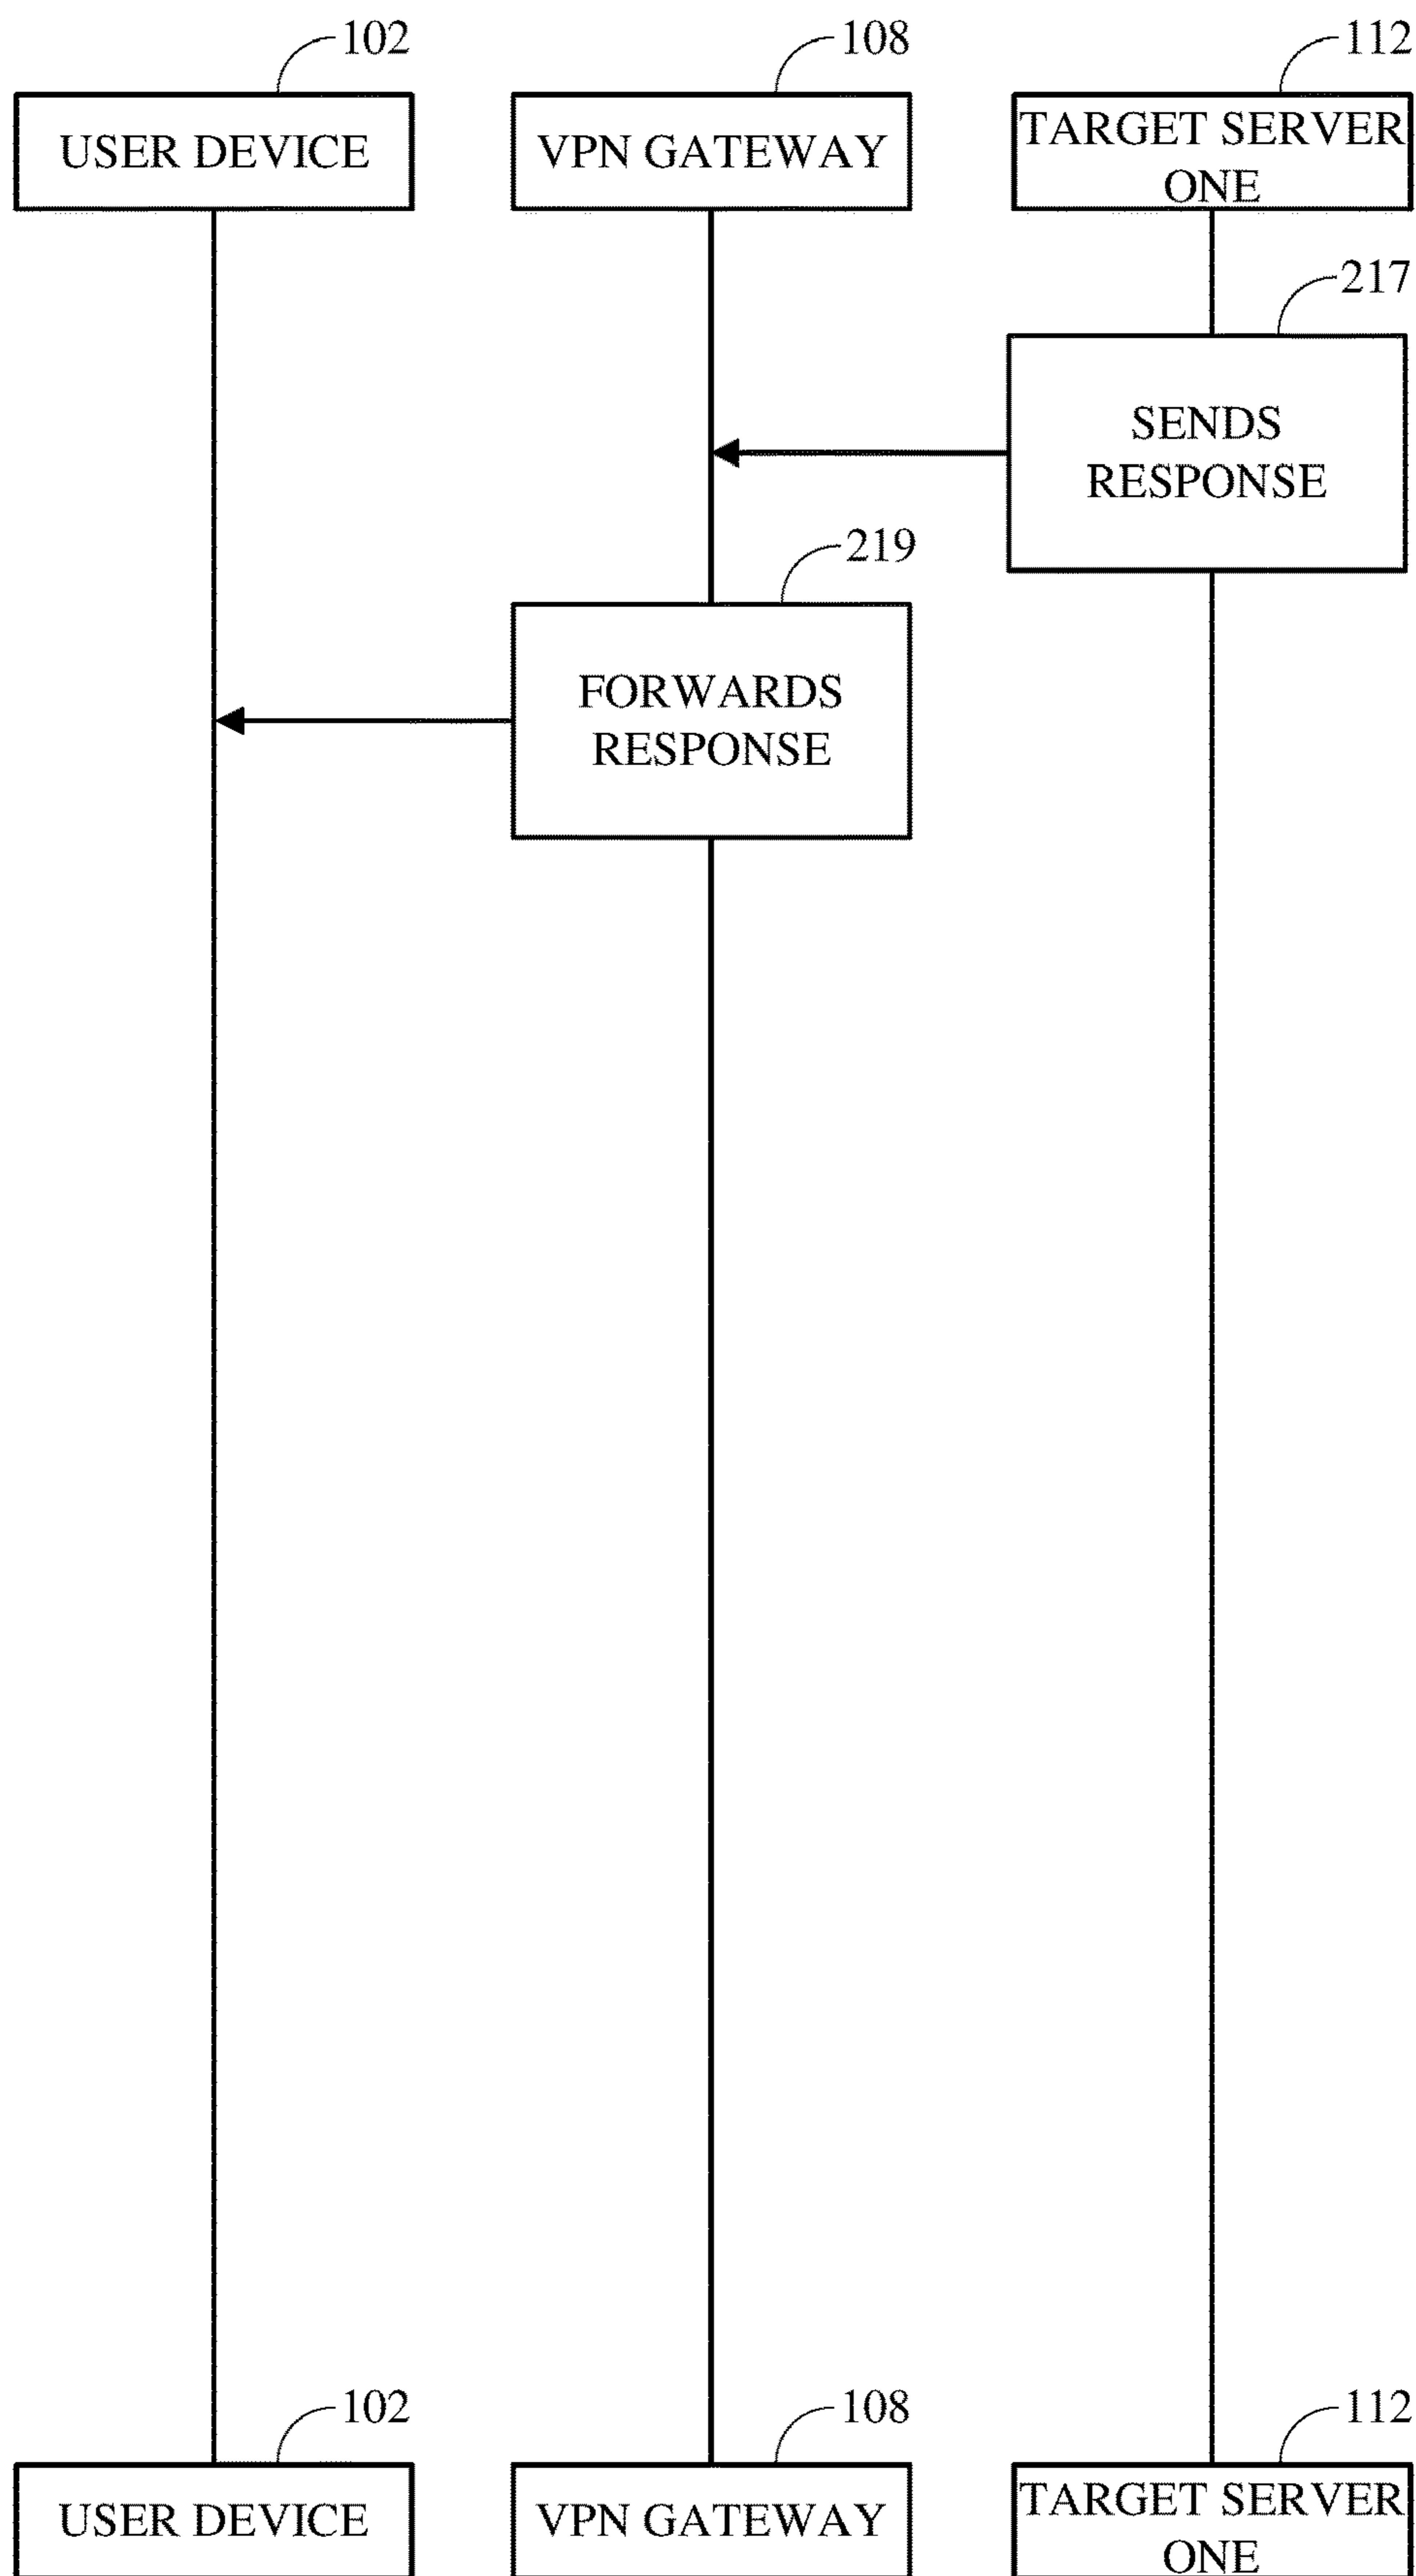 102
108
112
USER DEVICE
VPN GATEWAY
TARGET SERVER
ONE
217
SENDS
RESPONSE
219
FORWARDS
RESPONSE
102
108
112
USER DEVICE
VPN GATEWAY
TARGET SERVER
ONE